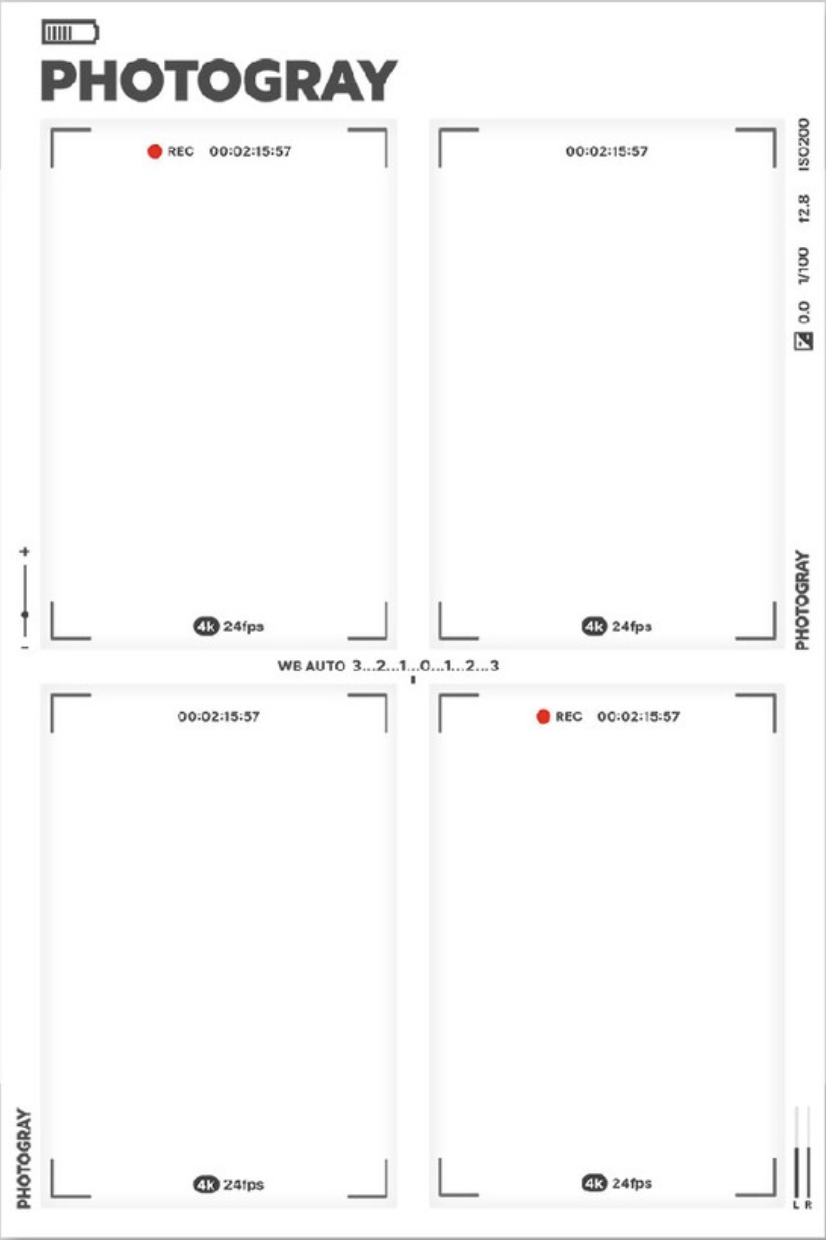 PHOTOGRAY
REC 00:02:15:57
00:02:15:57
ISO200
f2.8
1/100
0.0
+
-
4k 24fps
4k 24fps
PHOTOGRAY
WB AUTO 3...2...1...0...1...2...3
00:02:15:57
REC 00:02:15:57
PHOTOGRAY
4k 24fps
4k 24fps
L R